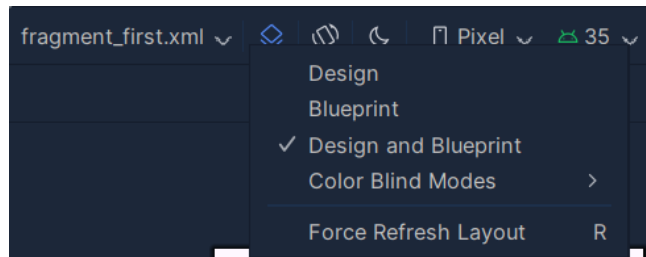 fragment_first.xml Pixel 35
Design
Blueprint
Design and Blueprint
Color Blind Modes
Force Refresh Layout R